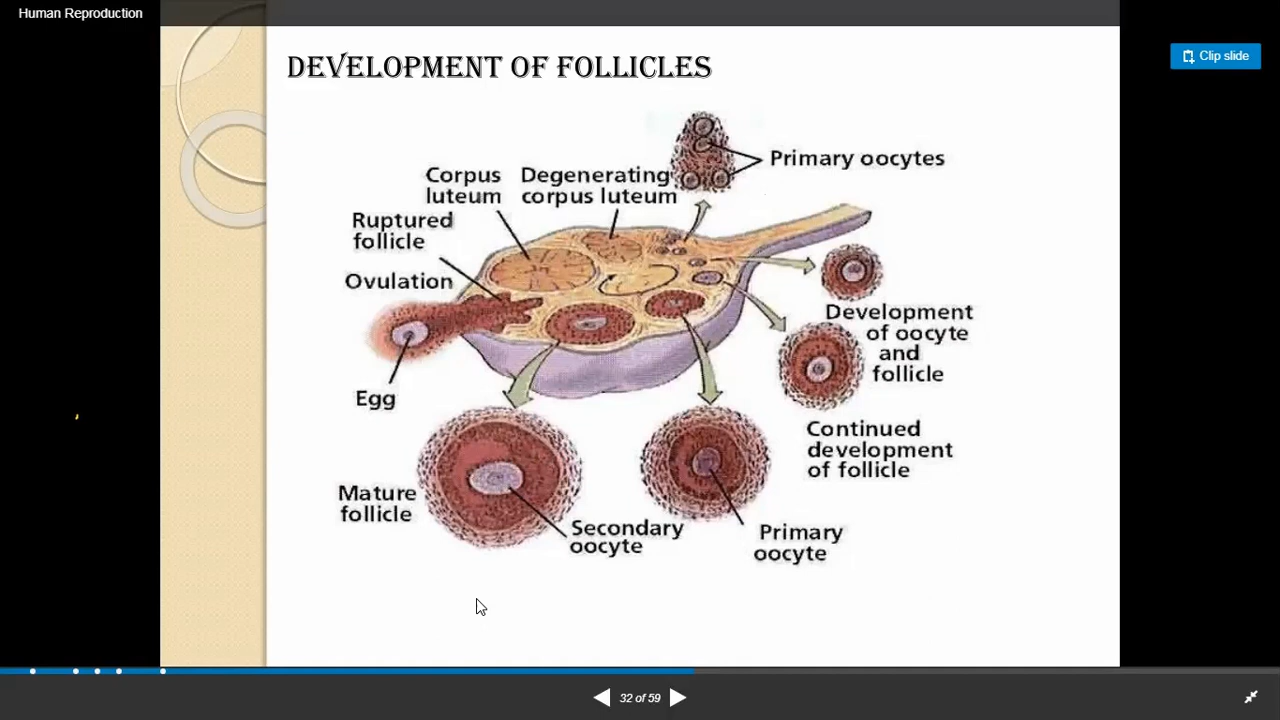 Human Reproduction
Clip slide
DEVELOPMENT OF FOLLICLES
Primary oocytes
Corpus
luteum
Degenerating
corpus luteum
Ruptured
follicle
Ovulation
Egg
Development
of oocyte
and
follicle
Continued
development
of follicle
Mature
follicle
Secondary
oocyte
Primary
oocyte
32 of 59